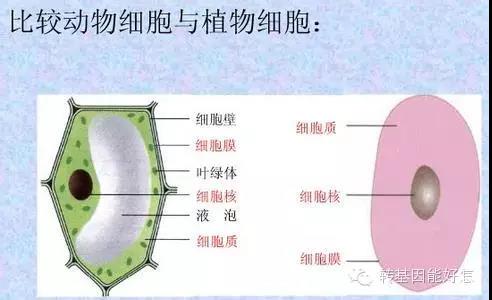 比较动物细胞与植物细胞：
细胞壁
细胞膜
叶绿体
细胞核
液 泡
细胞质
细胞质
细胞核
细胞膜
转基因能好怎